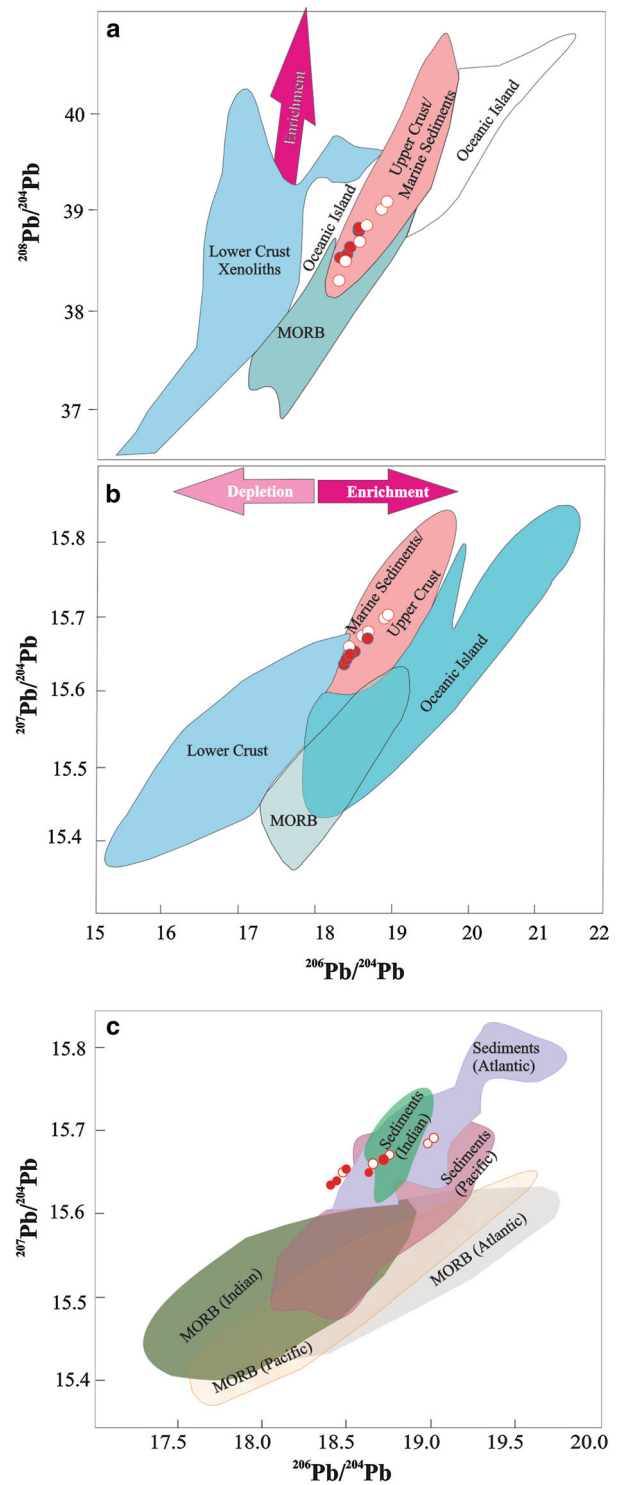 a
Enrichment
40
39
38
37
²⁰⁸Pb/²⁰⁴Pb
Lower Crust
Xenoliths
Oceanic Island
Upper Crust/
Marine Sediments
Oceanic Island
MORB
b
Depletion
Enrichment
15.8
15.7
15.6
15.5
15.4
²⁰⁷Pb/²⁰⁴Pb
Marine Sediments/
Upper Crust
Oceanic Island
Lower Crust
MORB
15 16 17 18 19 20 21 22
²⁰⁶Pb/²⁰⁴Pb
c
15.8
15.7
15.6
15.5
15.4
²⁰⁷Pb/²⁰⁴Pb
Sediments
(Atlantic)
Sediments
(Indian)
Sediments
(Pacific)
MORB (Indian)
MORB (Atlantic)
MORB (Pacific)
17.5 18.0 18.5 19.0 19.5 20.0
²⁰⁶Pb/²⁰⁴Pb